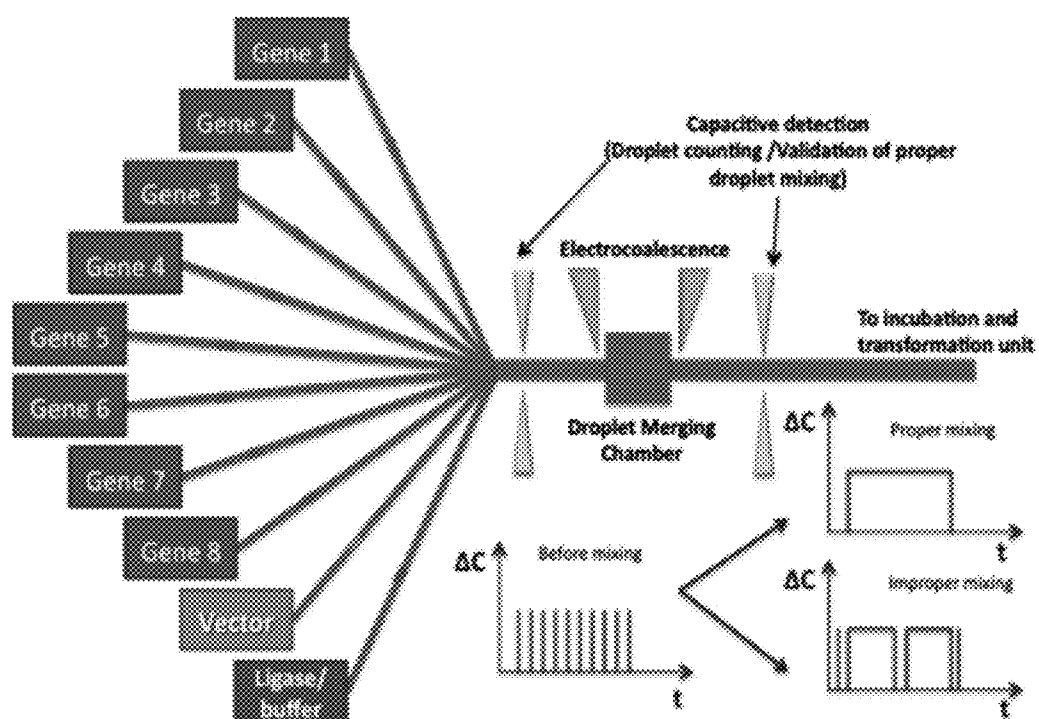 Gene 1
Gene 2
Gene 3
Gene 4
Gene 5
Gene 6
Gene 7
Gene 8
Vector
Ligase/
buffer
Capacitive detection
(Droplet counting /Validation of proper
droplet mixing)
Electrocoalescence
To incubation and
transformation unit
Droplet Merging
Chamber
ΔC
Before mixing
t
ΔC
Proper mixing
t
ΔC
Improper mixing
t